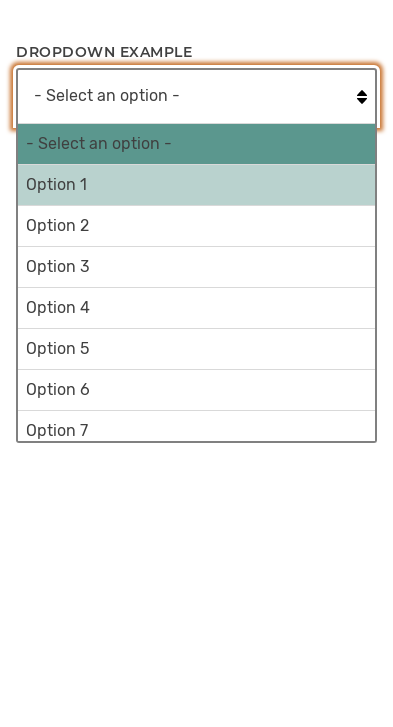 DROPDOWN EXAMPLE
- Select an option -
- Select an option -
Option 1
Option 2
Option 3
Option 4
Option 5
Option 6
Option 7